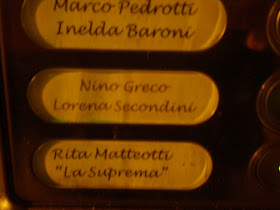 Marco Pedrotti
Inelda Baroni
Nino Greco
Lorena Secondini
Rita Matteotti
"La Suprema"